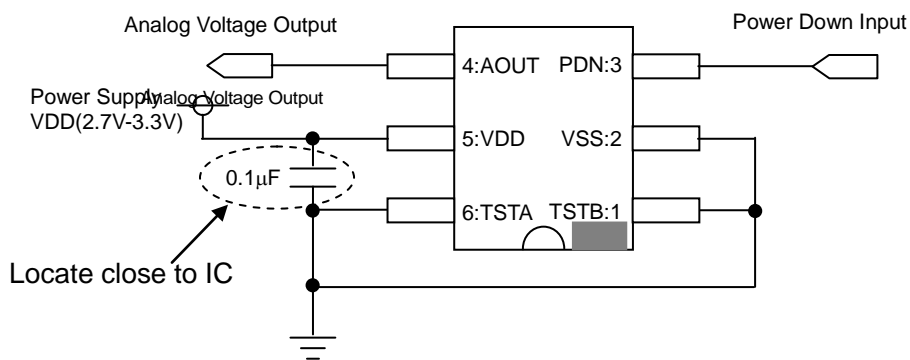 Analog Voltage Output
Power Down Input
4:AOUT
PDN:3
Power Supply
Analog Voltage Output
VDD(2.7V-3.3V)
5:VDD
VSS:2
0.1μF
6:TSTA
TSTB:1
Locate close to IC